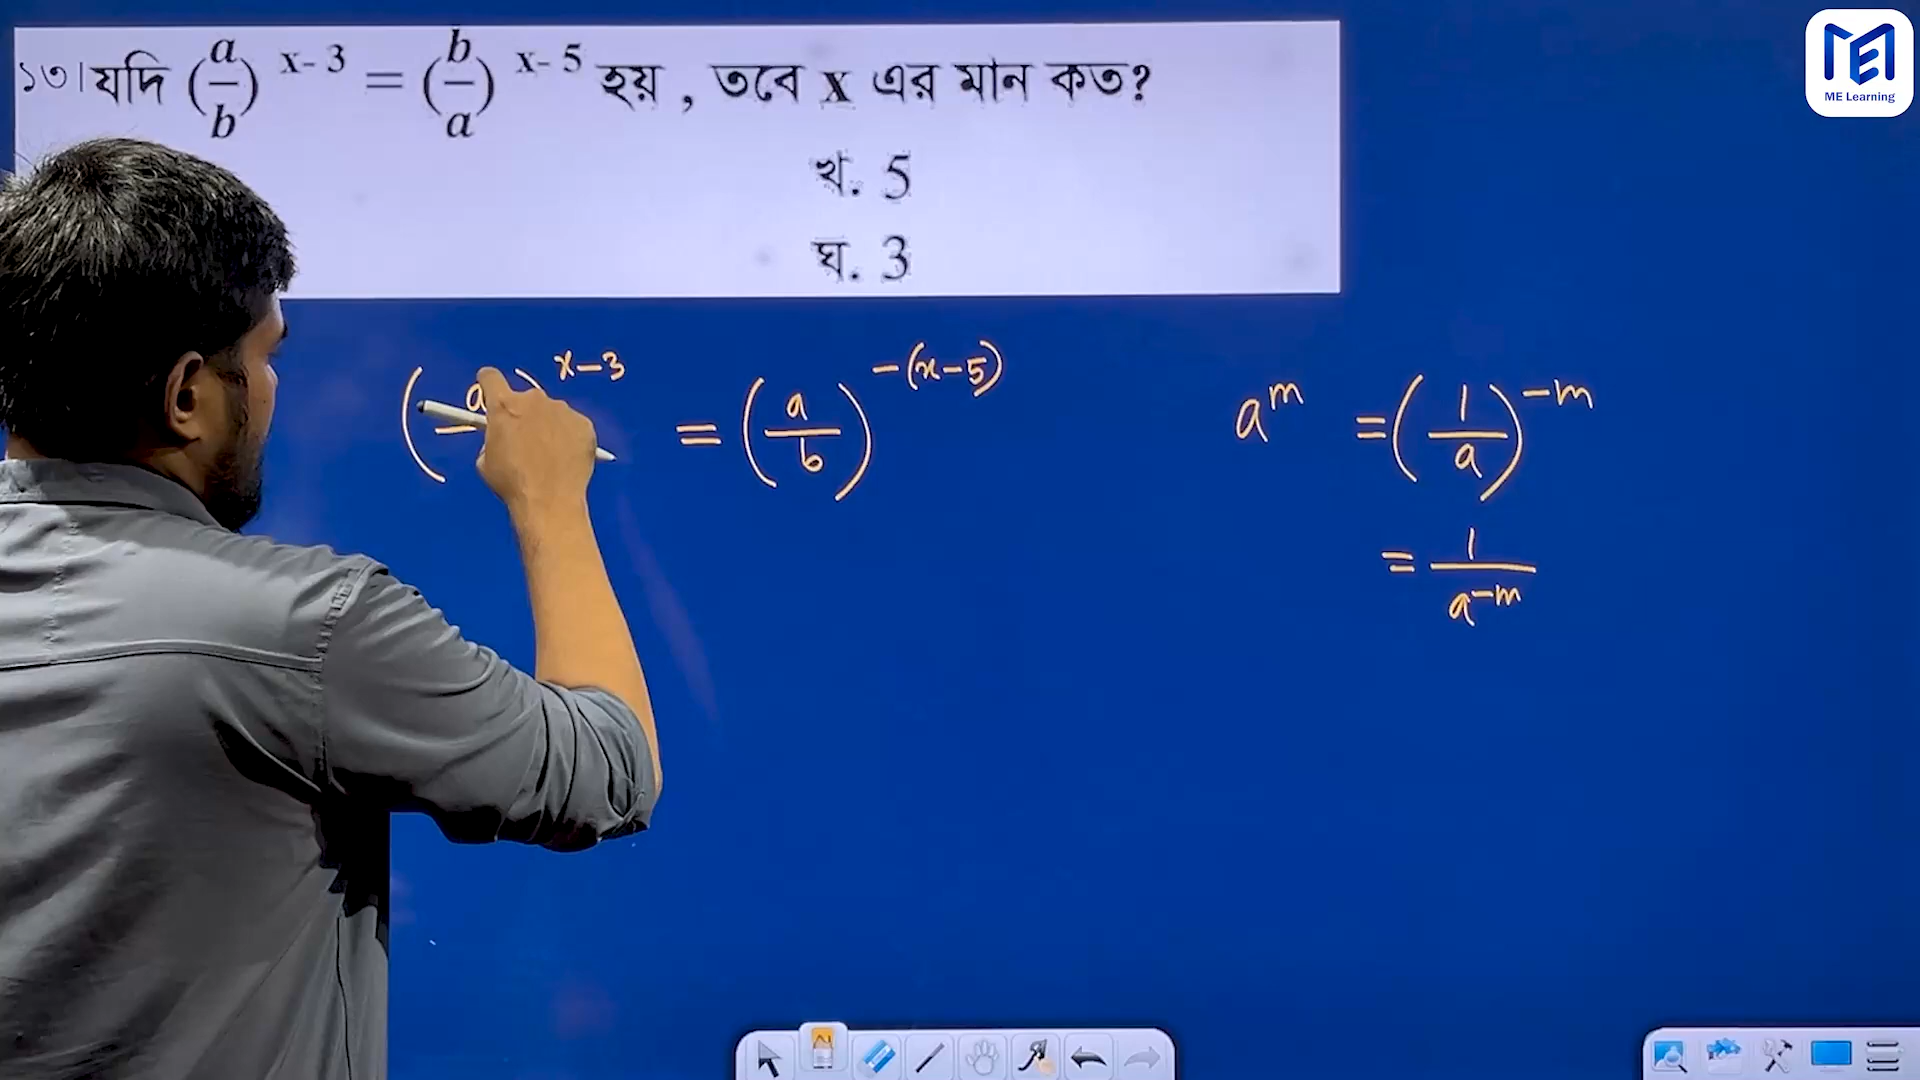 ১৩। যদি (a/b) x- 3 = (b/a) x- 5 হয় , তবে x এর মান কত?
খ. 5
ঘ. 3
ME Learning
(a)^x-3 = (a/b)^-(x-5)
a^m = (1/a)^-m
= 1/a^-m